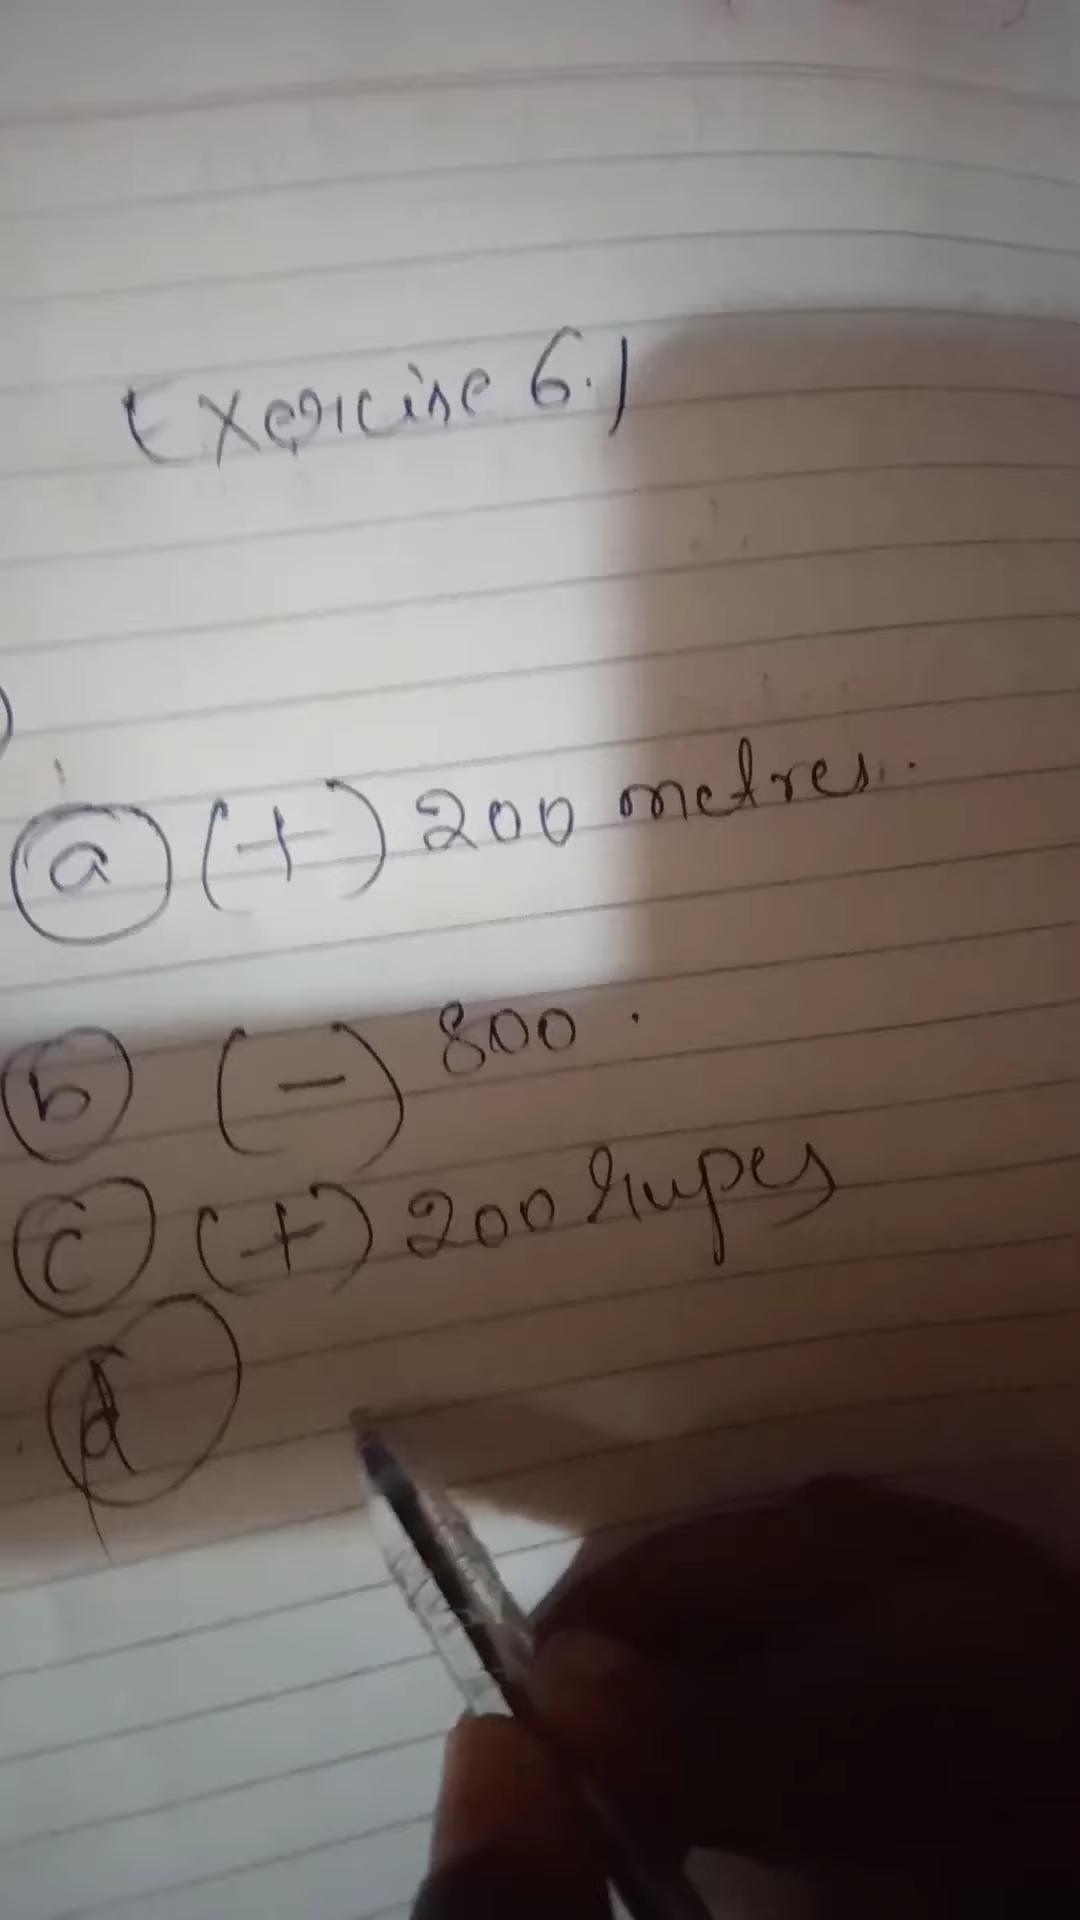 Exercise 6.1
a (+) 200 metres.
b (-) 800.
c (+) 200 rupes
d